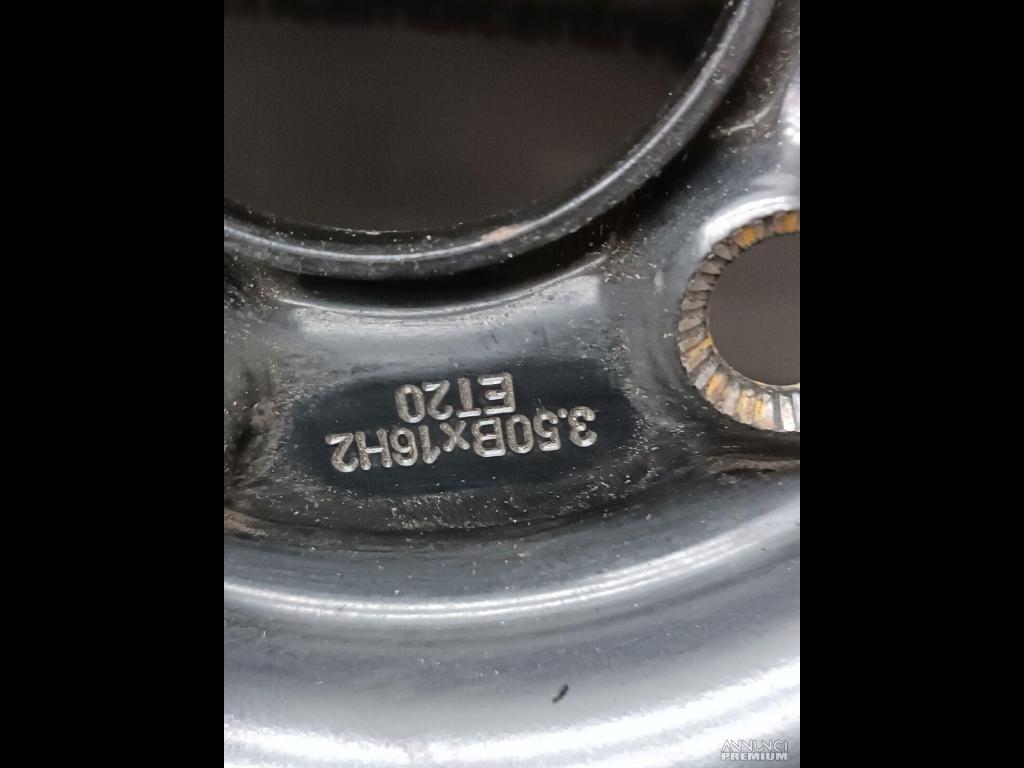 3.50Bx16H2
ET20
ANNUNCI
PREMIUM